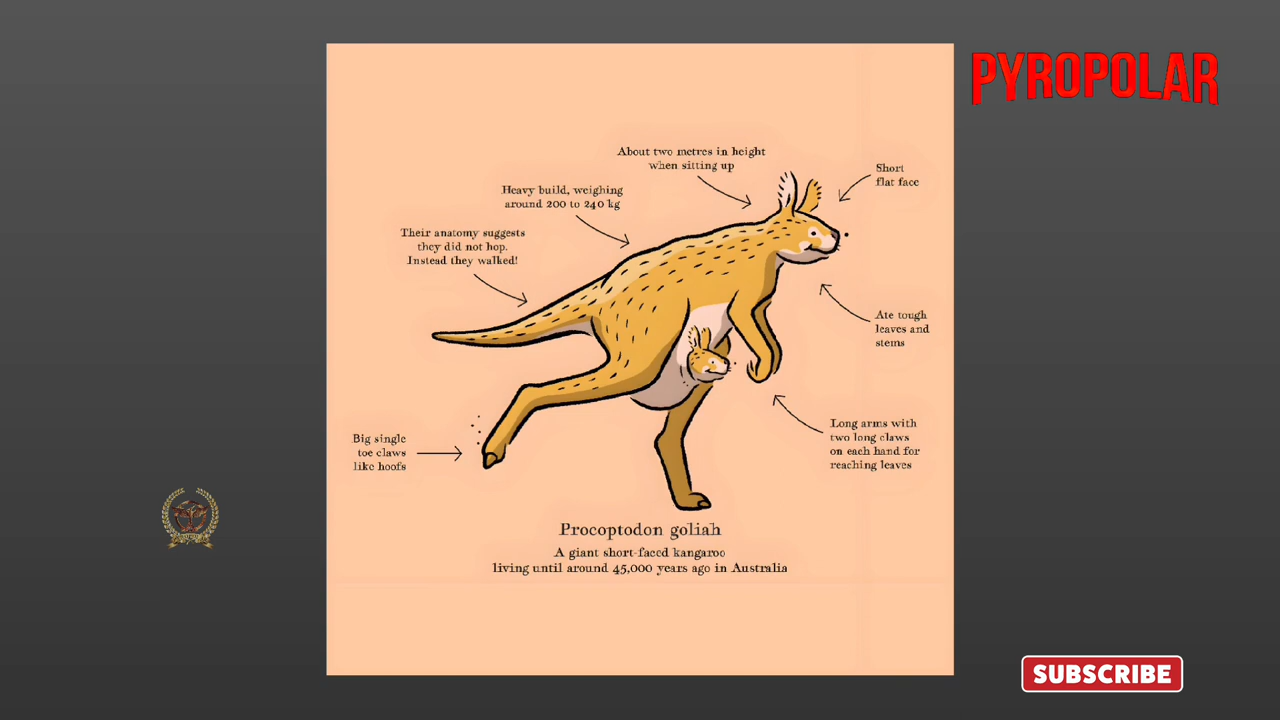 PYROPOLAR
About two metres in height
when sitting up
Short
flat face
Heavy build, weighing
around 200 to 240 kg
Their anatomy suggests
they did not hop.
Instead they walked!
Ate tough
leaves and
stems
Long arms with
two long claws
on each hand for
reaching leaves
Big single
toe claws
like hoofs
Procoptodon goliah
A giant short-faced kangaroo
living until around 45,000 years ago in Australia
SUBSCRIBE